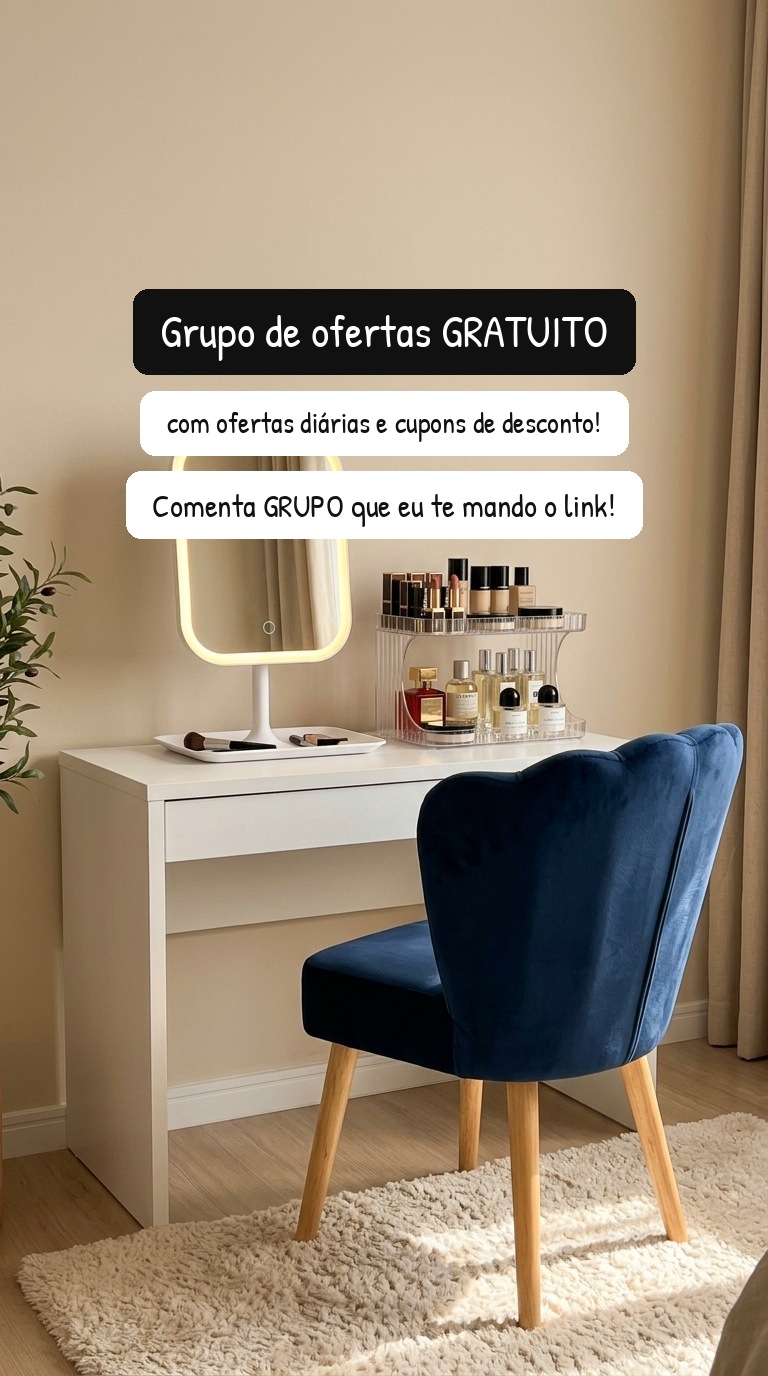 Grupo de ofertas GRATUITO
com ofertas diárias e cupons de desconto!
Comenta GRUPO que eu te mando o link!